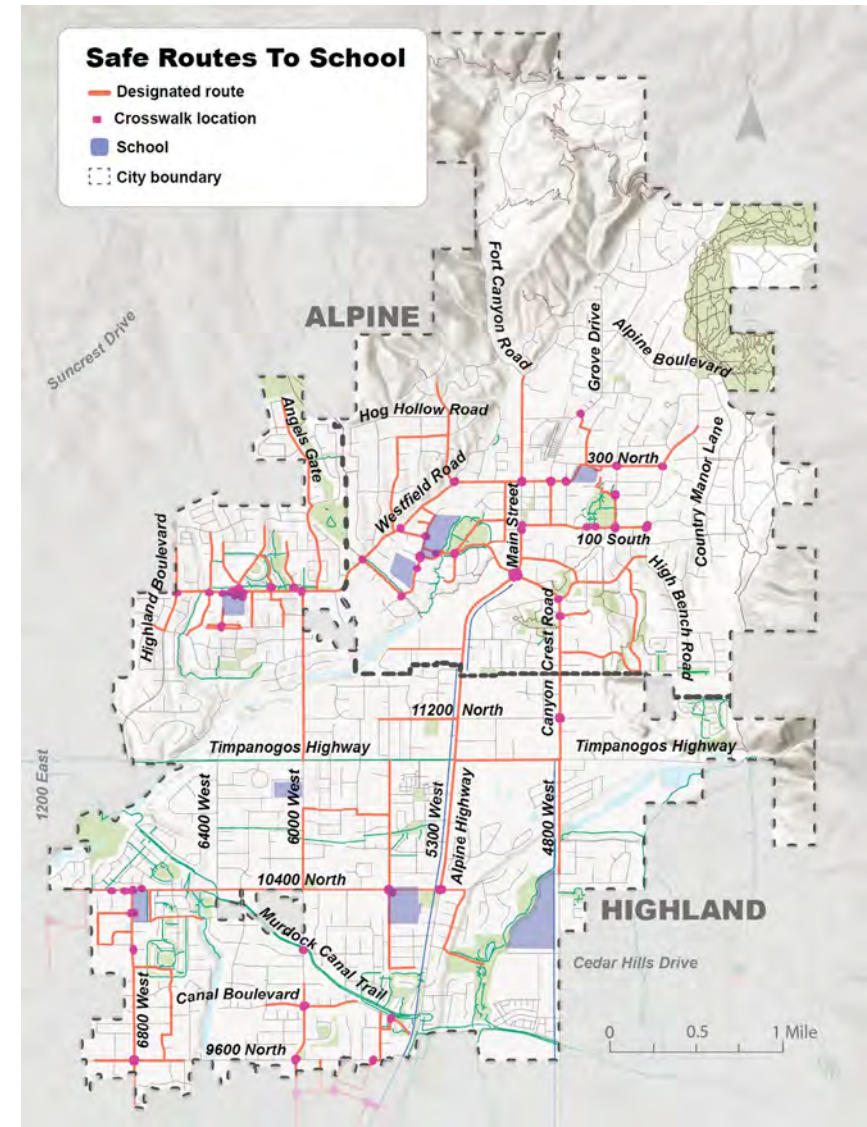 Safe Routes To School
Designated route
Crosswalk location
School
City boundary
ALPINE
Suncrest Drive
Fort Canyon Road
Grove Drive
Alpine Boulevard
Angels Gate
Hog Hollow Road
Westfield Road
300 North
Country Manor Lane
Main Street
100 South
Highland Boulevard
High Bench Road
Canyon Crest Road
11200 North
Timpanogos Highway
Timpanogos Highway
1200 East
6400 West
6000 West
5300 West
Alpine Highway
4800 West
10400 North
HIGHLAND
Murdock Canal Trail
Cedar Hills Drive
6800 West
Canal Boulevard
9600 North
0 0.5 1 Mile